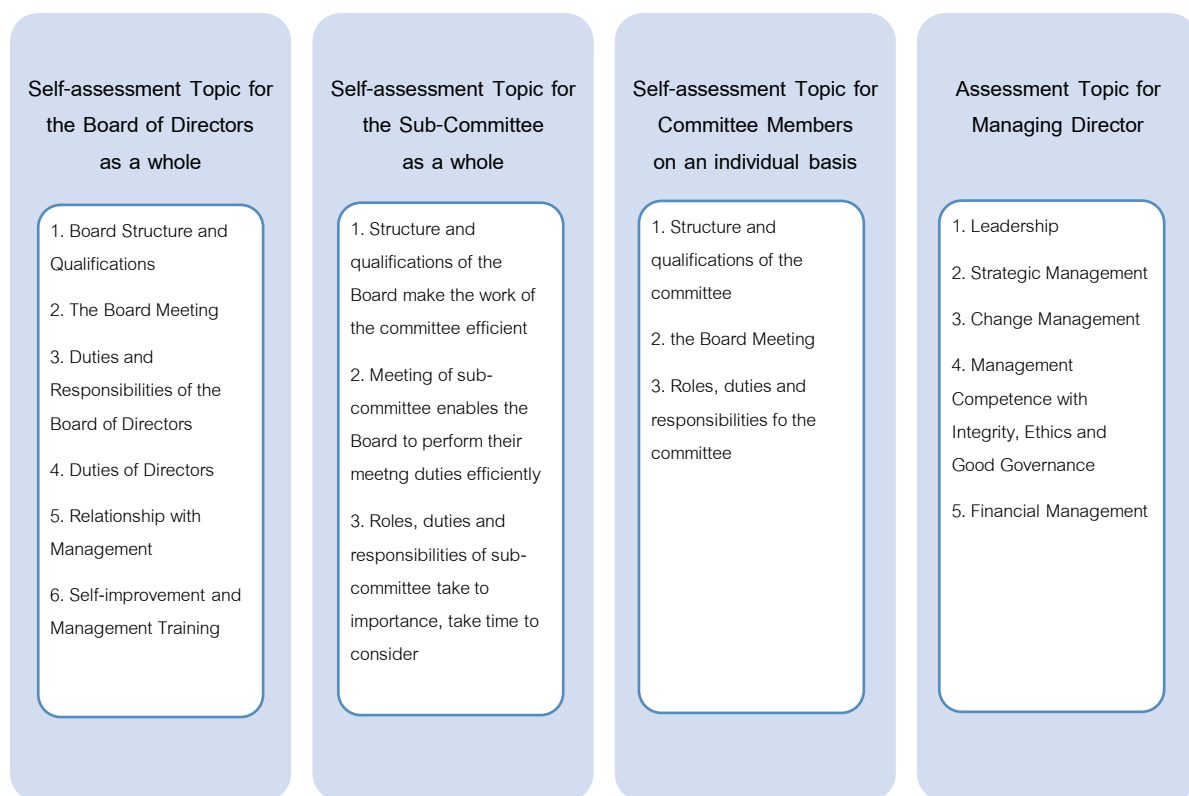 Self-assessment Topic for
the Board of Directors
as a whole
1. Board Structure and
Qualifications
2. The Board Meeting
3. Duties and
Responsibilities of the
Board of Directors
4. Duties of Directors
5. Relationship with
Management
6. Self-improvement and
Management Training
Self-assessment Topic for
the Sub-Committee
as a whole
1. Structure and
qualifications of the
Board make the work of
the committee efficient
2. Meeting of sub-
committee enables the
Board to perform their
meetng duties efficiently
3. Roles, duties and
responsibilities of sub-
committee take to
importance, take time to
consider
Self-assessment Topic for
Committee Members
on an individual basis
1. Structure and
qualifications of the
committee
2. the Board Meeting
3. Roles, duties and
responsibilities fo the
committee
Assessment Topic for
Managing Director
1. Leadership
2. Strategic Management
3. Change Management
4. Management
Competence with
Integrity, Ethics and
Good Governance
5. Financial Management